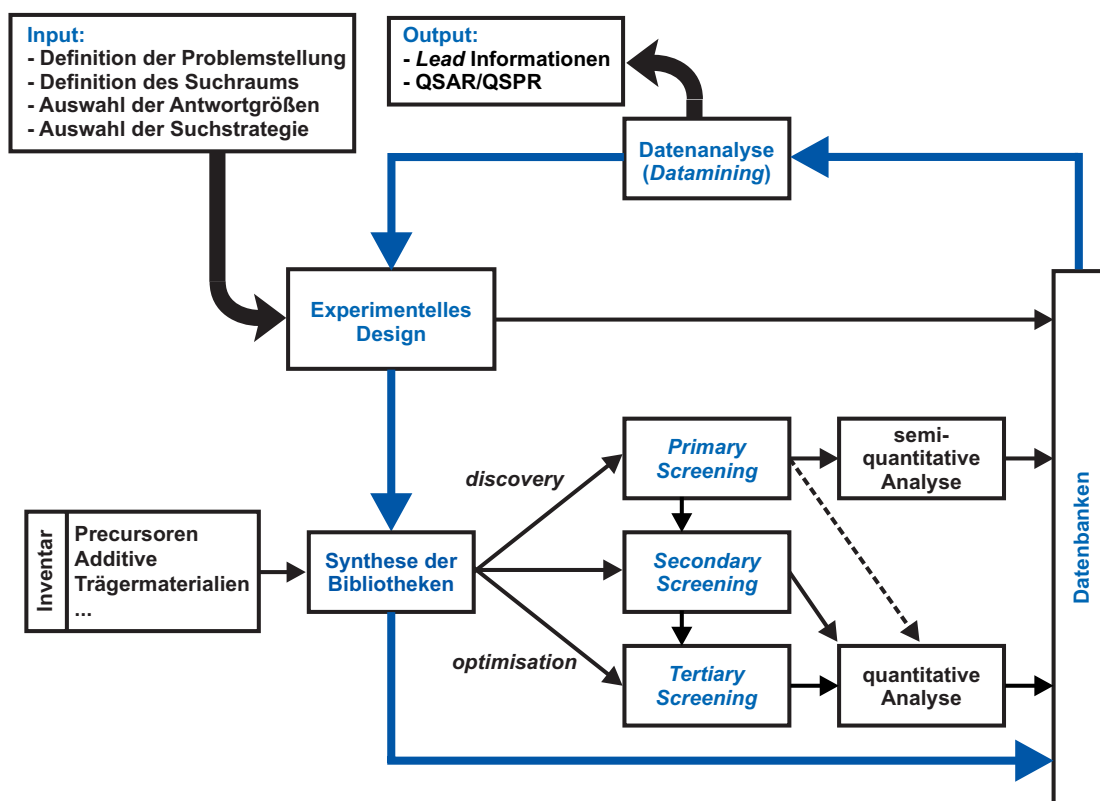 Input:
- Definition der Problemstellung
- Definition des Suchraums
- Auswahl der Antwortgrößen
- Auswahl der Suchstrategie
Output:
- Lead Informationen
- QSAR/QSPR
Datenanalyse
(Datamining)
Experimentelles
Design
discovery
Primary
Screening
semi-
quantitative
Analyse
Inventar
Precursoren
Additive
Trägermaterialien
...
Synthese der
Bibliotheken
Secondary
Screening
optimisation
Tertiary
Screening
quantitative
Analyse
Datenbanken